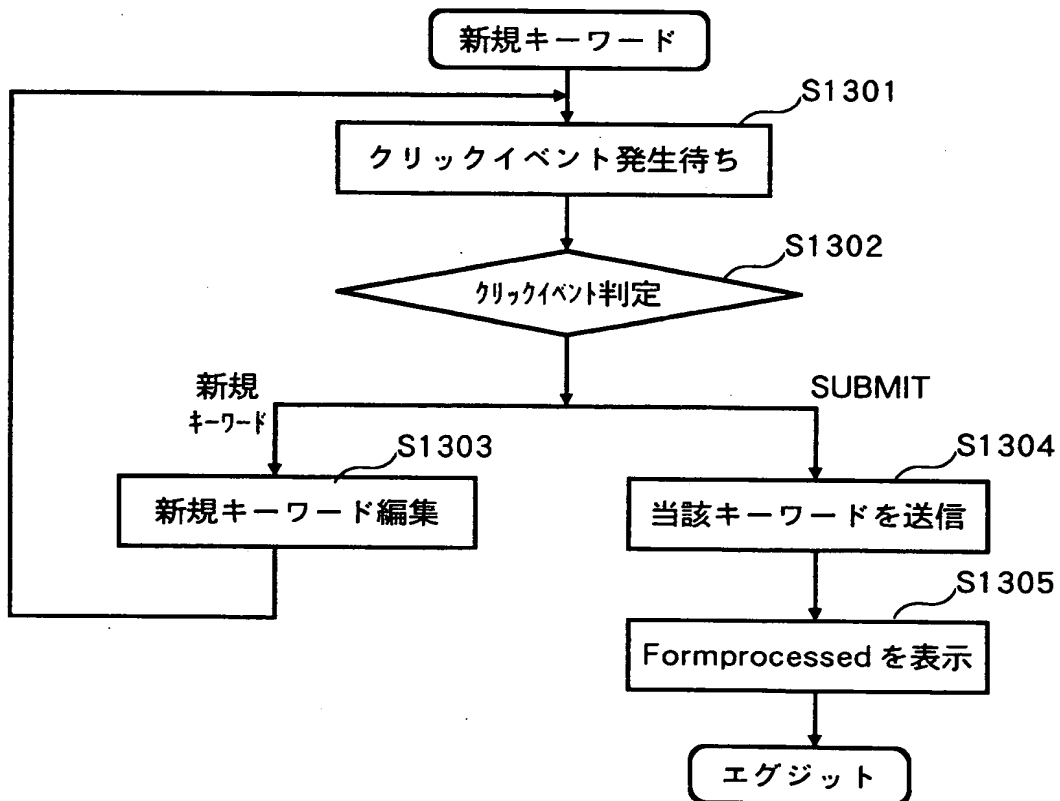 新規キーワード
S1301
クリックイベント発生待ち
S1302
クリックイベント判定
新規
キーワード
SUBMIT
S1303
新規キーワード編集
S1304
当該キーワードを送信
S1305
Formprocessedを表示
エグジット